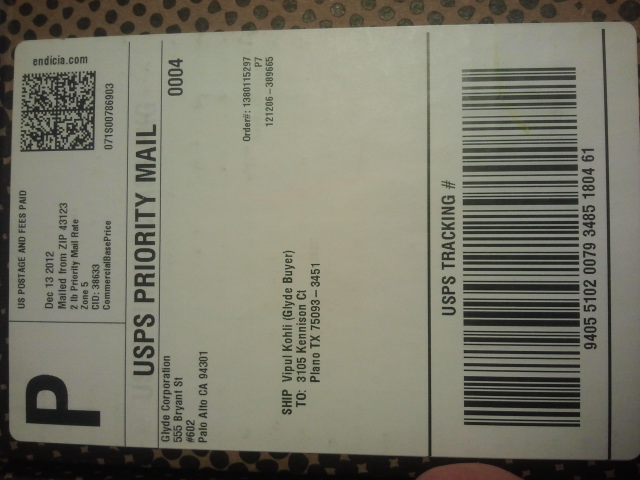 P
US POSTAGE AND FEES PAID
Dec 13 2012
Mailed from ZIP 43123
2 lb Priority Mail Rate
Zone 5
CID: 38633
CommercialBasePrice
endicia.com
071S00786903
USPS PRIORITY MAIL
Glyde Corporation
555 Bryant St
#602
Palo Alto CA 94301
0004
Order#: 1380115297
P7
121206-389665
SHIP Vipul Kohli (Glyde Buyer)
TO: 3105 Kennison Ct
Plano TX 75093-3451
USPS TRACKING #
9405 5102 0079 3485 1804 61